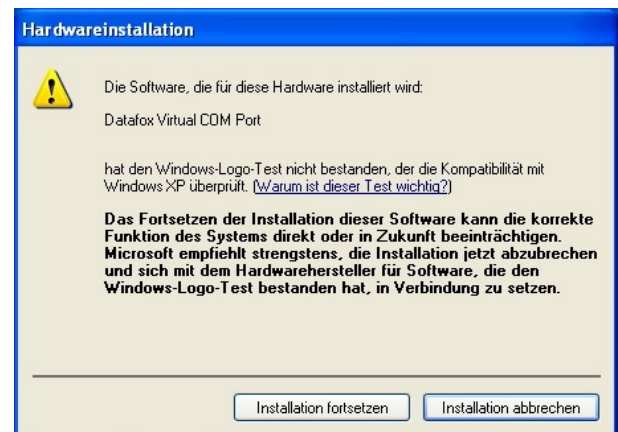 Hardwareinstallation
Die Software, die für diese Hardware installiert wird:
Datafox Virtual COM Port
hat den Windows-Logo-Test nicht bestanden, der die Kompatibilität mit
Windows XP überprüft. (Warum ist dieser Test wichtig?)
Das Fortsetzen der Installation dieser Software kann die korrekte
Funktion des Systems direkt oder in Zukunft beeinträchtigen.
Microsoft empfiehlt strengstens, die Installation jetzt abzubrechen
und sich mit dem Hardwarehersteller für Software, die den
Windows-Logo-Test bestanden hat, in Verbindung zu setzen.
Installation fortsetzen Installation abbrechen